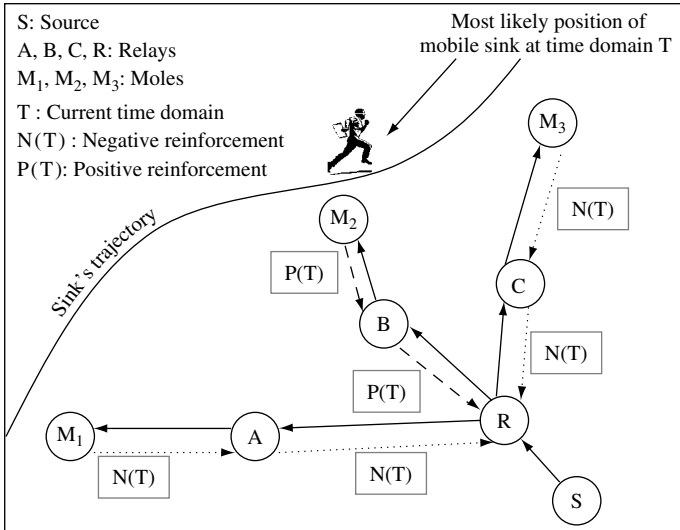 S: Source
A, B, C, R: Relays
M₁, M₂, M₃: Moles
T : Current time domain
N(T) : Negative reinforcement
P(T): Positive reinforcement
Most likely position of
mobile sink at time domain T
Sink's trajectory
M₃
N(T)
M₂
P(T)
C
B
N(T)
P(T)
M₁
A
R
N(T)
N(T)
S